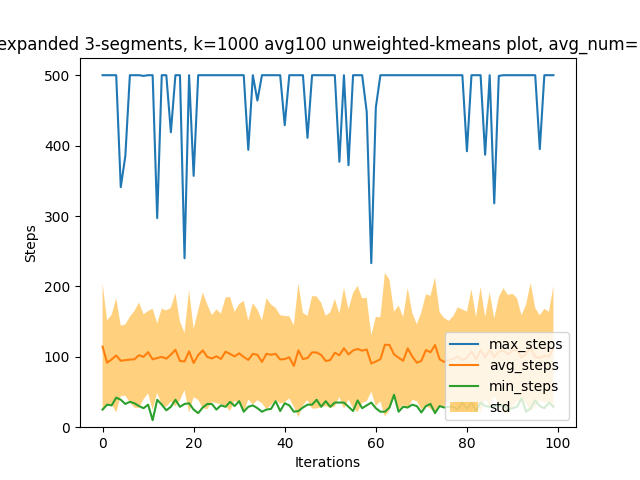 expanded 3-segments, k=1000 avg100 unweighted-kmeans plot, avg_num=
500
400
300
200
100
0
Steps
0 20 40 60 80 100
Iterations
max_steps
avg_steps
min_steps
std